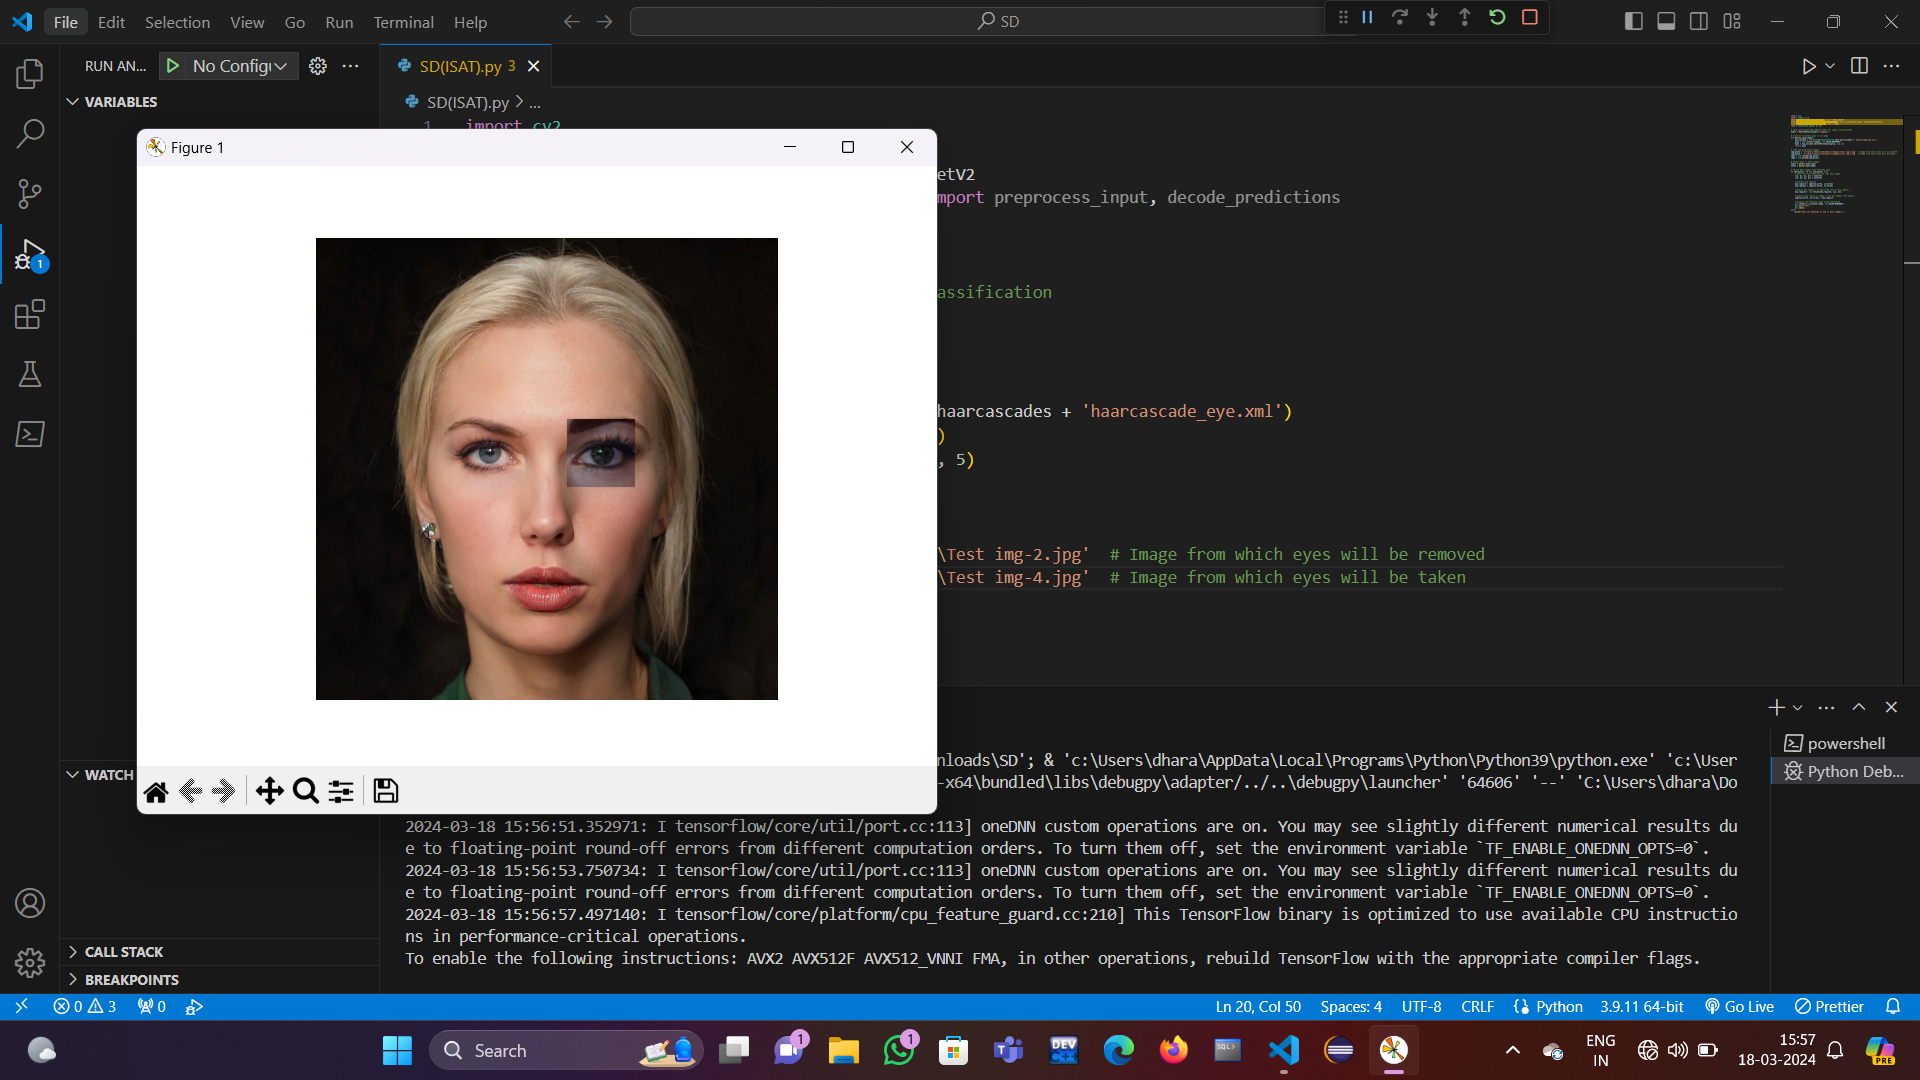 File Edit Selection View Go Run Terminal Help
SD
RUN AN... No Config
SD(ISAT).py 3
VARIABLES
SD(ISAT).py > ...
1 import cv2
Figure 1
etV2
mport preprocess_input, decode_predictions
assification
haarcascades + 'haarcascade_eye.xml')
)
, 5)
\Test img-2.jpg' # Image from which eyes will be removed
\Test img-4.jpg' # Image from which eyes will be taken
powershell
Python Deb...
WATCH
nloads\SD'; & 'c:\Users\dhara\AppData\Local\Programs\Python\Python39\python.exe' 'c:\User
-x64\bundled\libs\debugpy\adapter/../..\debugpy\launcher' '64606' '--' 'C:\Users\dhara\Do
2024-03-18 15:56:51.352971: I tensorflow/core/util/port.cc:113] oneDNN custom operations are on. You may see slightly different numerical results du
e to floating-point round-off errors from different computation orders. To turn them off, set the environment variable `TF_ENABLE_ONEDNN_OPTS=0`.
2024-03-18 15:56:53.750734: I tensorflow/core/util/port.cc:113] oneDNN custom operations are on. You may see slightly different numerical results du
e to floating-point round-off errors from different computation orders. To turn them off, set the environment variable `TF_ENABLE_ONEDNN_OPTS=0`.
2024-03-18 15:56:57.497140: I tensorflow/core/platform/cpu_feature_guard.cc:210] This TensorFlow binary is optimized to use available CPU instructio
ns in performance-critical operations.
To enable the following instructions: AVX2 AVX512F AVX512_VNNI FMA, in other operations, rebuild TensorFlow with the appropriate compiler flags.
CALL STACK
BREAKPOINTS
0 3 0
Ln 20, Col 50 Spaces: 4 UTF-8 CRLF Python 3.9.11 64-bit Go Live Prettier
Search
1
1
DEV
SQL>
ENG
IN
15:57
18-03-2024
PRE